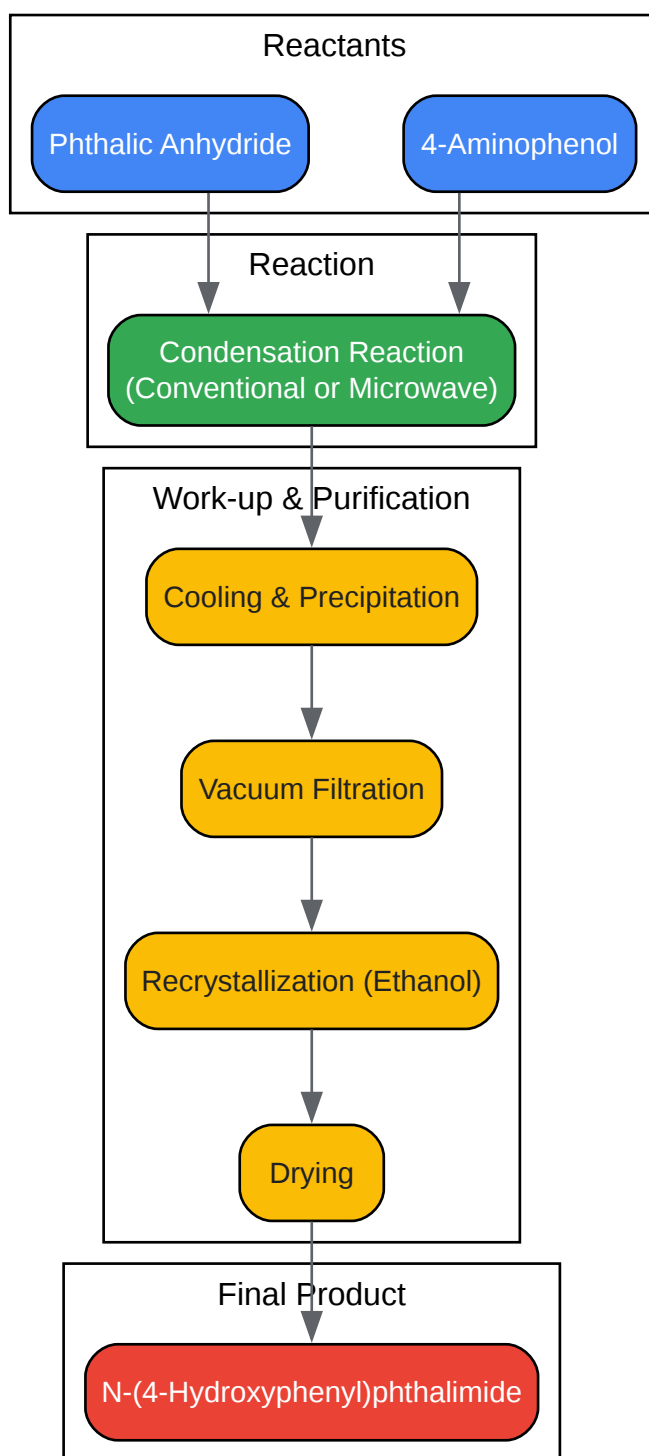 Reactants
Phthalic Anhydride
4-Aminophenol
Reaction
Condensation Reaction
(Conventional or Microwave)
Work-up & Purification
Cooling & Precipitation
Vacuum Filtration
Recrystallization (Ethanol)
Drying
Final Product
N-(4-Hydroxyphenyl)phthalimide